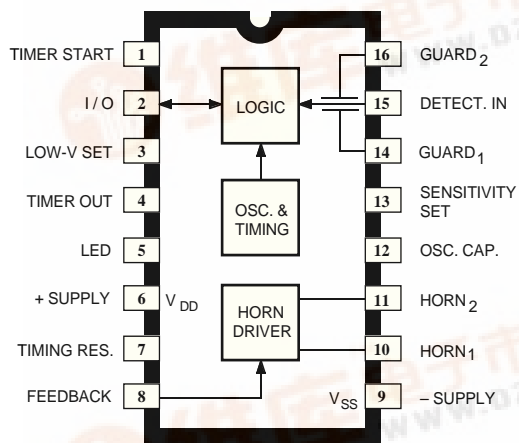 TIMER START 1 16 GUARD2
I / O 2 LOGIC 15 DETECT. IN
LOW-V SET 3 14 GUARD1
TIMER OUT 4 OSC. & TIMING 13 SENSITIVITY SET
LED 5 12 OSC. CAP.
+ SUPPLY 6 VDD HORN DRIVER 11 HORN2
TIMING RES. 7 10 HORN1
FEEDBACK 8 VSS 9 – SUPPLY